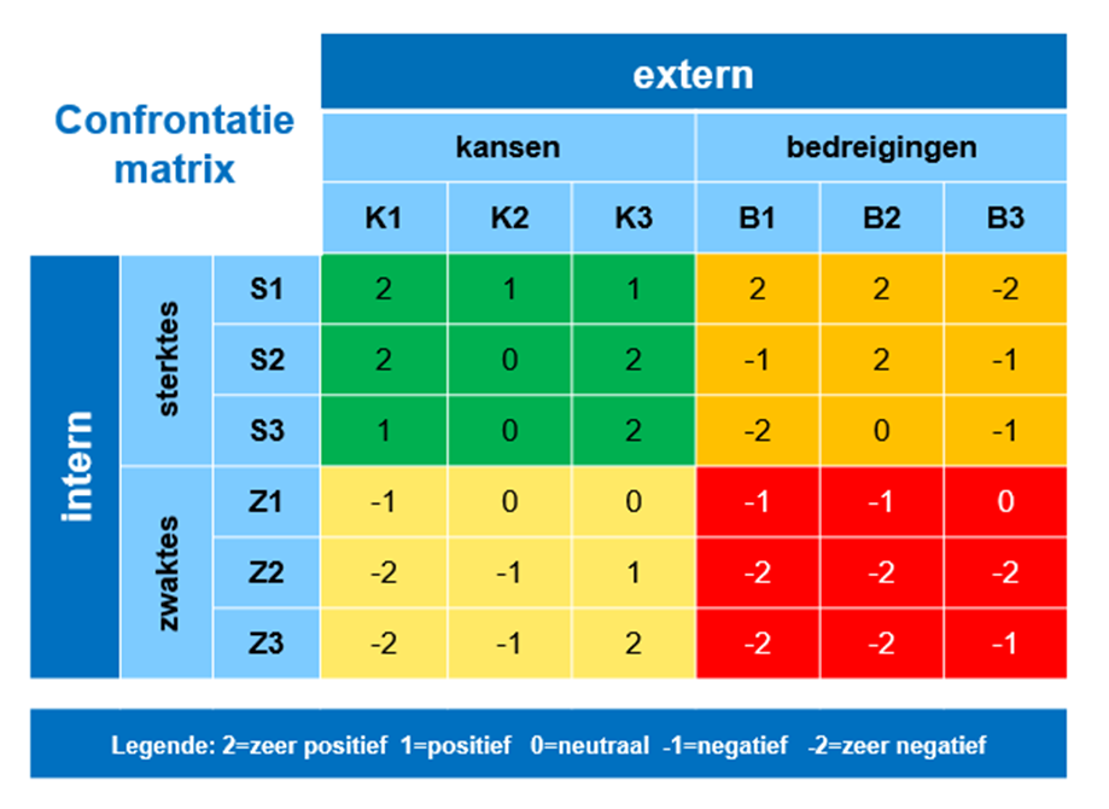 extern
Confrontatie
matrix
kansen bedreigingen
K1 K2 K3 B1 B2 B3
intern
sterktes
S1 2 1 1 2 2 -2
S2 2 0 2 -1 2 -1
S3 1 0 2 -2 0 -1
zwaktes
Z1 -1 0 0 -1 -1 0
Z2 -2 -1 1 -2 -2 -2
Z3 -2 -1 2 -2 -2 -1
Legende: 2=zeer positief 1=positief 0=neutraal -1=negatief -2=zeer negatief